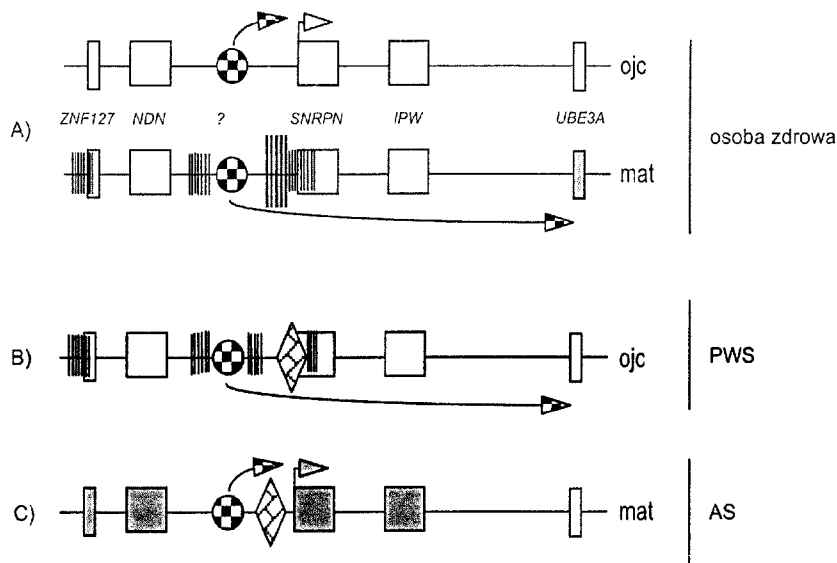 ojc
ZNF127 NDN ? SNRPN IPW UBE3A
A)
osoba zdrowa
mat
B)
ojc
PWS
C)
mat
AS